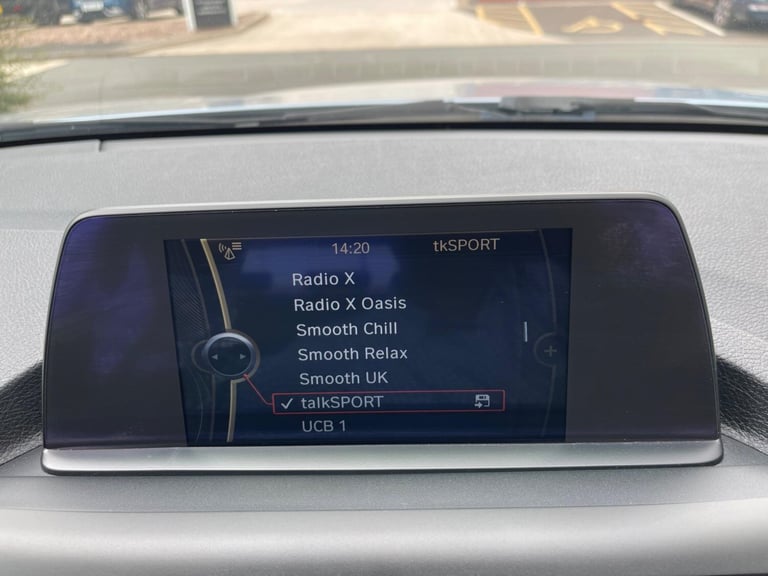 14:20 tkSPORT
Radio X
Radio X Oasis
Smooth Chill
Smooth Relax
Smooth UK
talkSPORT
UCB 1